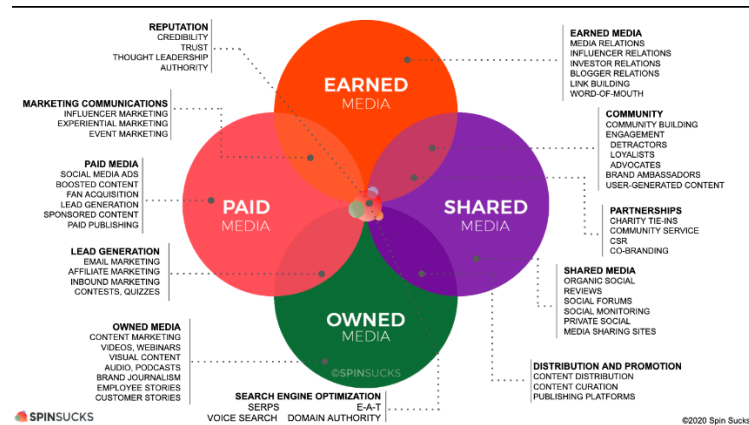 REPUTATION
CREDIBILITY
TRUST
THOUGHT LEADERSHIP
AUTHORITY
MARKETING COMMUNICATIONS
INFLUENCER MARKETING
EXPERIENTIAL MARKETING
EVENT MARKETING
PAID MEDIA
SOCIAL MEDIA ADS
BOOSTED CONTENT
FAN ACQUISITION
LEAD GENERATION
SPONSORED CONTENT
PAID PUBLISHING
LEAD GENERATION
EMAIL MARKETING
AFFILIATE MARKETING
INBOUND MARKETING
CONTESTS, QUIZZES
OWNED MEDIA
CONTENT MARKETING
VIDEOS, WEBINARS
VISUAL CONTENT
AUDIO, PODCASTS
BRAND JOURNALISM
EMPLOYEE STORIES
CUSTOMER STORIES
EARNED
MEDIA
PAID
MEDIA
SHARED
MEDIA
OWNED
MEDIA
©SPINSUCKS
SEARCH ENGINE OPTIMIZATION
SERPS E-A-T
VOICE SEARCH DOMAIN AUTHORITY
EARNED MEDIA
MEDIA RELATIONS
INFLUENCER RELATIONS
INVESTOR RELATIONS
BLOGGER RELATIONS
LINK BUILDING
WORD-OF-MOUTH
COMMUNITY
COMMUNITY BUILDING
ENGAGEMENT
DETRACTORS
LOYALISTS
ADVOCATES
BRAND AMBASSADORS
USER-GENERATED CONTENT
PARTNERSHIPS
CHARITY TIE-INS
COMMUNITY SERVICE
CSR
CO-BRANDING
SHARED MEDIA
ORGANIC SOCIAL
REVIEWS
SOCIAL FORUMS
SOCIAL MONITORING
PRIVATE SOCIAL
MEDIA SHARING SITES
DISTRIBUTION AND PROMOTION
CONTENT DISTRIBUTION
CONTENT CURATION
PUBLISHING PLATFORMS
SPINSUCKS
©2020 Spin Sucks